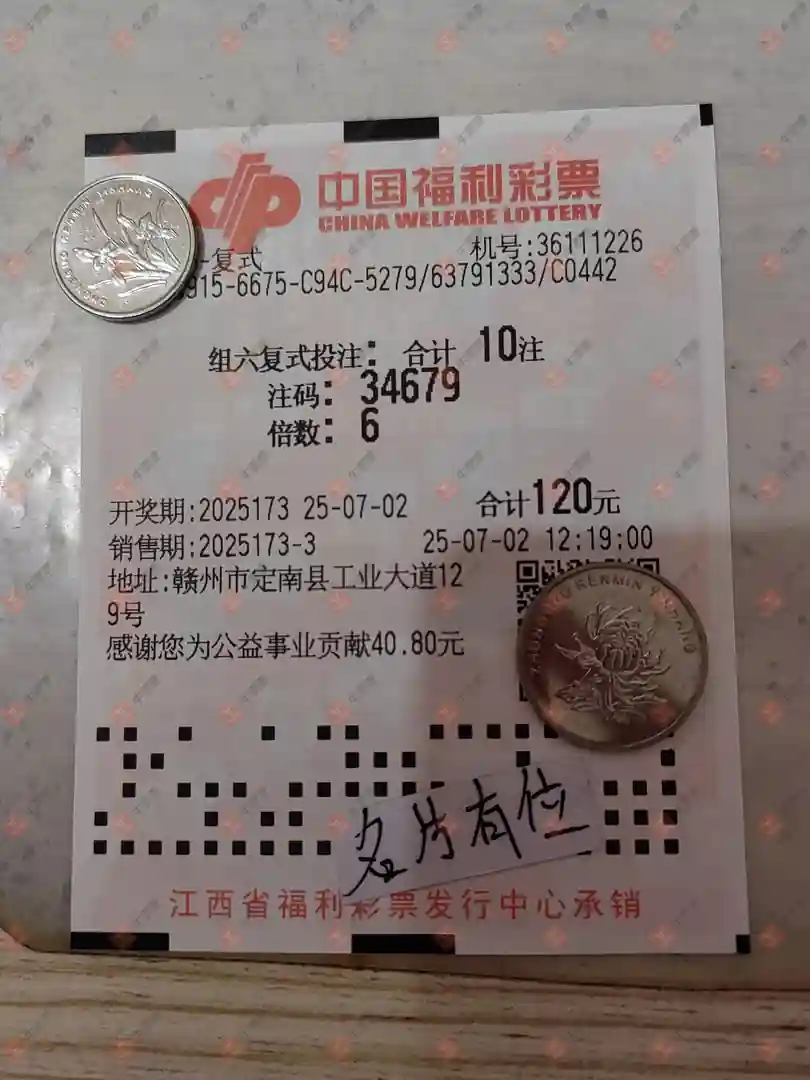 中国福利彩票
CHINA WELFARE LOTTERY
-复式 机号:36111226
915-6675-C94C-5279/63791333/C0442
组六复式投注: 合计 10注
注码: 34679
倍数: 6
开奖期:2025173 25-07-02 合计120元
销售期:2025173-3 25-07-02 12:19:00
地址:赣州市定南县工业大道12
9号
感谢您为公益事业贡献40.80元
名片有位
江西省福利彩票发行中心承销